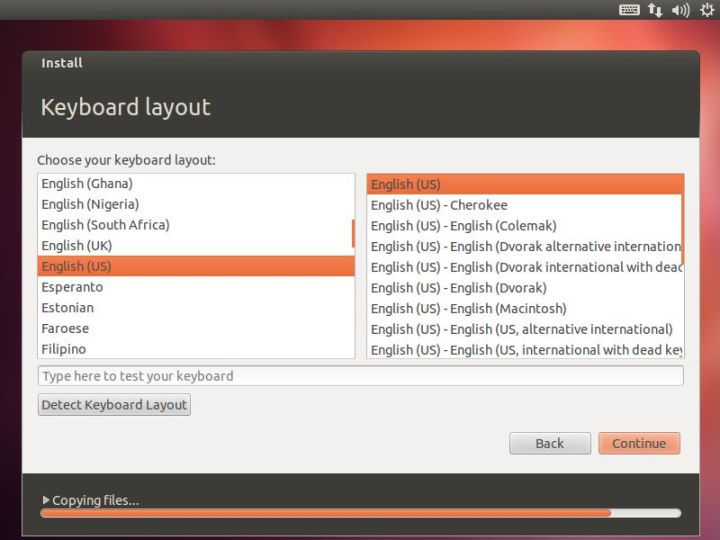 Install
Keyboard layout
Choose your keyboard layout:
English (Ghana)
English (Nigeria)
English (South Africa)
English (UK)
English (US)
Esperanto
Estonian
Faroese
Filipino
English (US)
English (US) - Cherokee
English (US) - English (Colemak)
English (US) - English (Dvorak alternative internation
English (US) - English (Dvorak international with dead
English (US) - English (Dvorak)
English (US) - English (Macintosh)
English (US) - English (US, alternative international)
English (US) - English (US, international with dead key
Type here to test your keyboard
Detect Keyboard Layout
Back
Continue
Copying files...